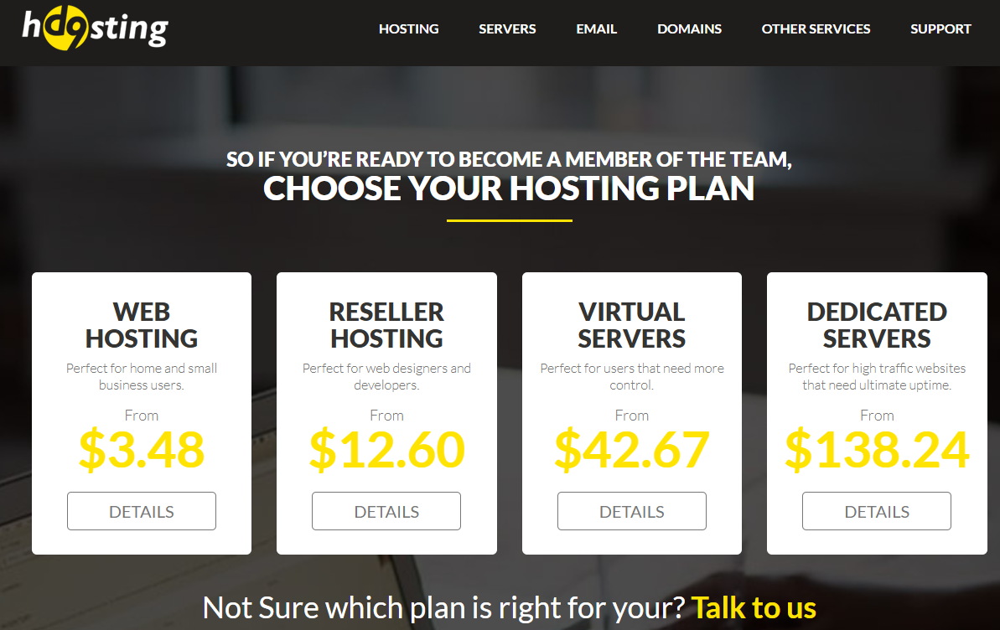 hd9sting
HOSTING SERVERS EMAIL DOMAINS OTHER SERVICES SUPPORT
SO IF YOU’RE READY TO BECOME A MEMBER OF THE TEAM,
CHOOSE YOUR HOSTING PLAN
WEB
HOSTING
Perfect for home and small
business users.
From
$3.48
DETAILS
RESELLER
HOSTING
Perfect for web designers and
developers.
From
$12.60
DETAILS
VIRTUAL
SERVERS
Perfect for users that need more
control.
From
$42.67
DETAILS
DEDICATED
SERVERS
Perfect for high traffic websites
that need ultimate uptime.
From
$138.24
DETAILS
Not Sure which plan is right for your? Talk to us